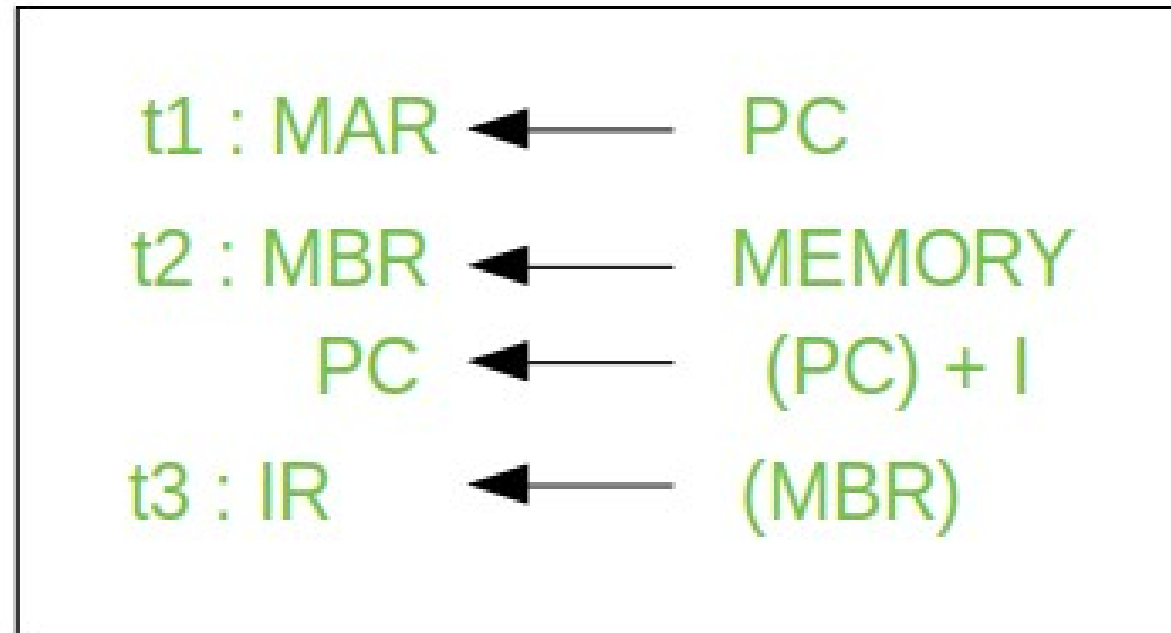 t1 : MAR ← PC
t2 : MBR ← MEMORY
PC ← (PC) + I
t3 : IR ← (MBR)